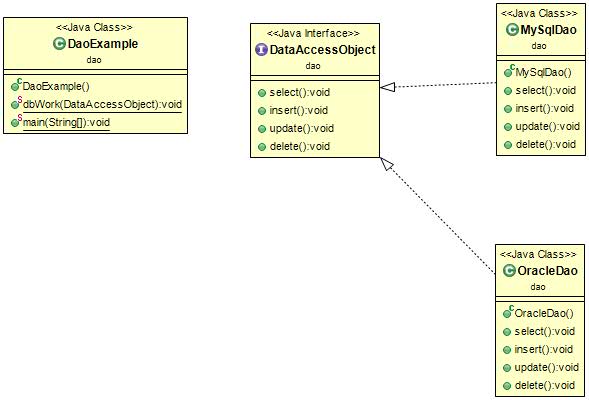 <<Java Class>>
DaoExample
dao
DaoExample()
dbWork(DataAccessObject):void
main(String[]):void
<<Java Interface>>
DataAccessObject
dao
select():void
insert():void
update():void
delete():void
<<Java Class>>
MySqlDao
dao
MySqlDao()
select():void
insert():void
update():void
delete():void
<<Java Class>>
OracleDao
dao
OracleDao()
select():void
insert():void
update():void
delete():void